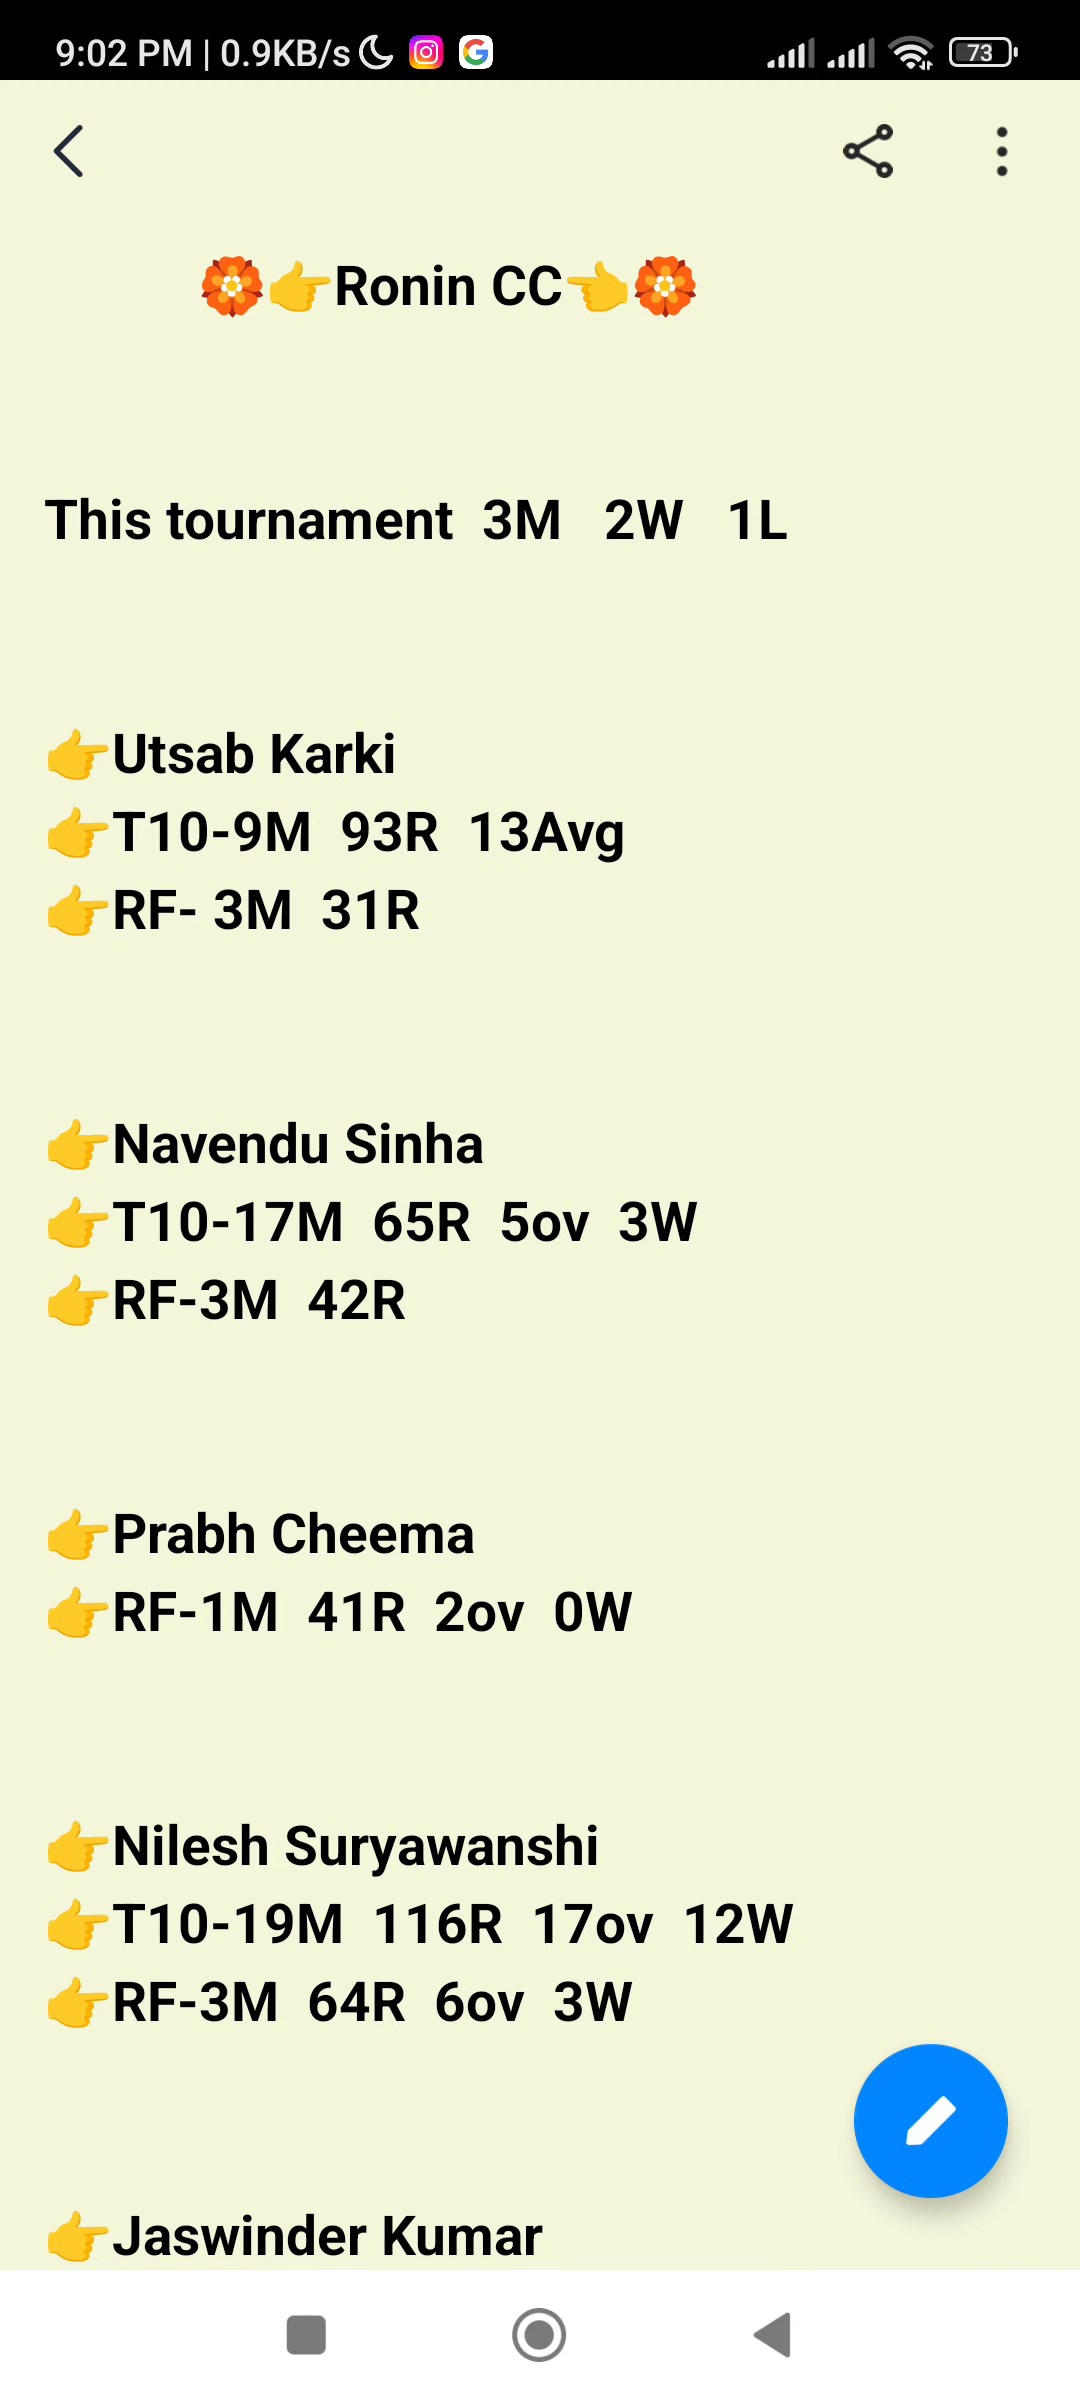 9:02 PM | 0.9KB/s
73
🏵️👉Ronin CC👈🏵️
This tournament 3M 2W 1L
👉Utsab Karki
👉T10-9M 93R 13Avg
👉RF- 3M 31R
👉Navendu Sinha
👉T10-17M 65R 5ov 3W
👉RF-3M 42R
👉Prabh Cheema
👉RF-1M 41R 2ov 0W
👉Nilesh Suryawanshi
👉T10-19M 116R 17ov 12W
👉RF-3M 64R 6ov 3W
👉Jaswinder Kumar